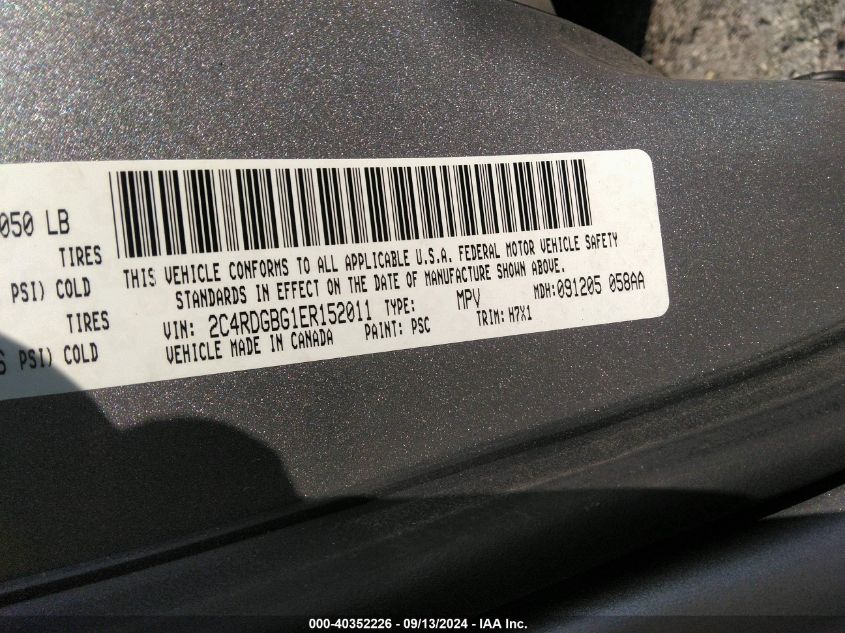 050 LB
TIRES
PSI) COLD
TIRES
PSI) COLD
THIS VEHICLE CONFORMS TO ALL APPLICABLE U.S.A. FEDERAL MOTOR VEHICLE SAFETY
STANDARDS IN EFFECT ON THE DATE OF MANUFACTURE SHOWN ABOVE.
VIN: 2C4RDGBG1ER152011 TYPE: MPV MDH:091205 058AA
VEHICLE MADE IN CANADA PAINT: PSC TRIM: H7X1
000-40352226 - 09/13/2024 - IAA Inc.